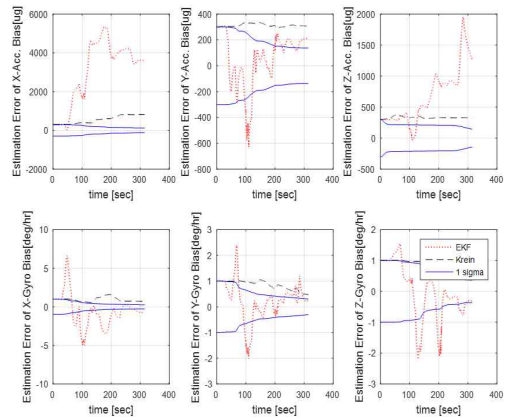 Estimation Error of X-Acc. Bias[ug]
6000
4000
2000
0
2000
0 100 200 300 400
time [sec]
Estimation Error of Y-Acc. Bias[ug]
400
200
0
-200
-400
-600
-800
0 100 200 300 400
time [sec]
Estimation Error of Z-Acc. Bias[ug]
2000
1500
1000
500
0
-500
0 100 200 300 400
time [sec]
Estimation Error of X-Gyro Bias[deg/hr]
10
5
0
-5
-10
0 100 200 300 400
time [sec]
Estimation Error of Y-Gyro Bias[deg/hr]
3
2
1
0
-1
-2
-3
0 100 200 300 400
time [sec]
Estimation Error of Z-Gyro Bias[deg/hr]
2
1
0
-1
-2
-3
0 100 200 300 400
time [sec]
EKF
Krein
1 sigma